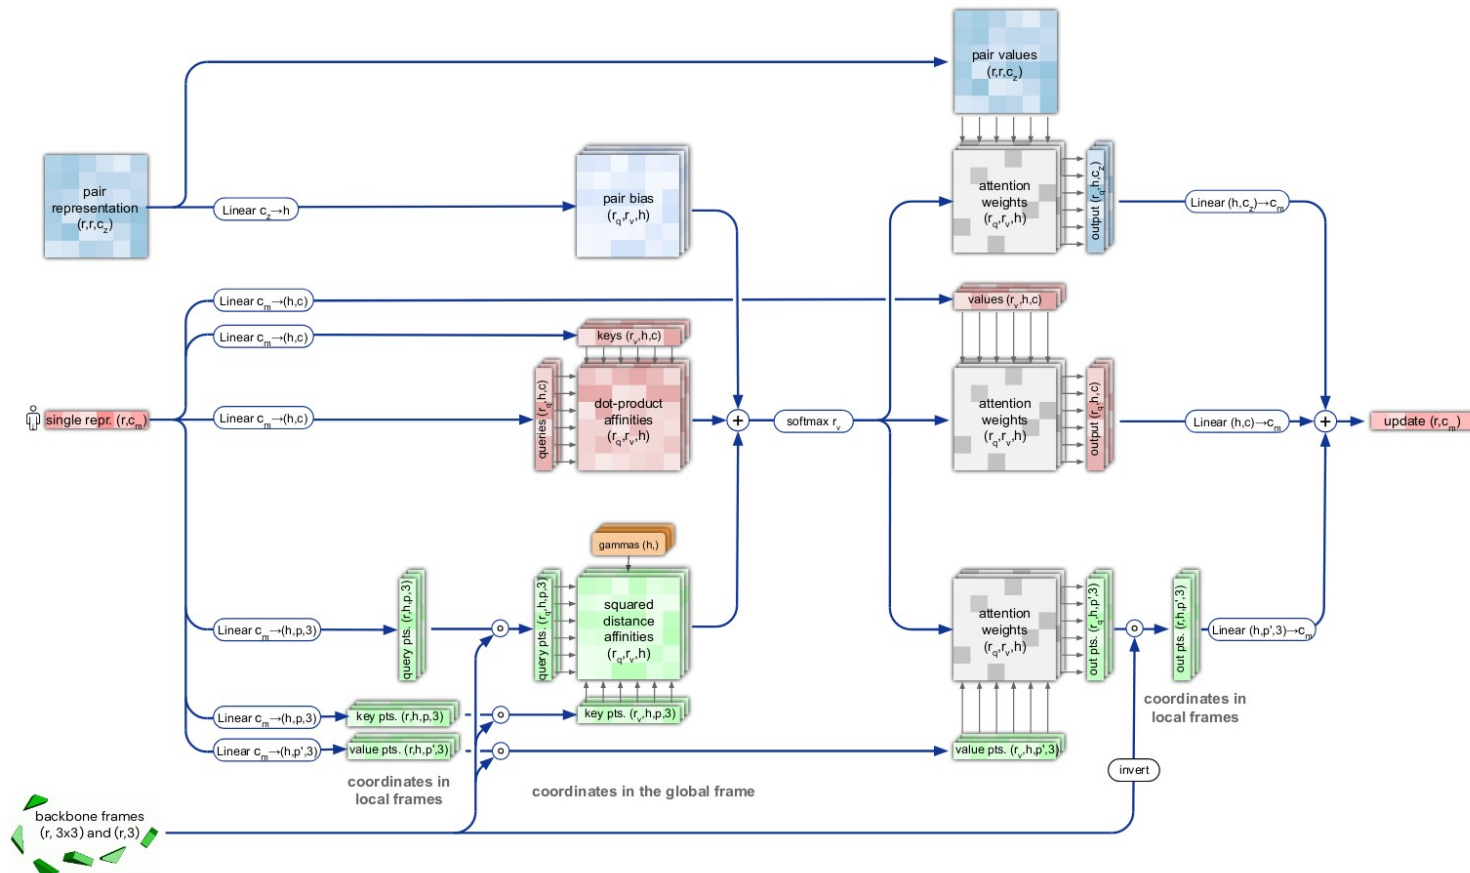 pair values
(r,r,c_z)
pair
representation
(r,r,c_z)
Linear c_z→h
pair bias
(r_q,r_v,h)
attention
weights
(r_q,r_v,h)
output (r_q,h,c_z)
Linear (h,c_z)→c_m
Linear c_m→(h,c)
values (r_v,h,c)
Linear c_m→(h,c)
keys (r_v,h,c)
single repr. (r,c_m)
Linear c_m→(h,c)
queries (r_q,h,c)
dot-product
affinities
(r_q,r_v,h)
+
softmax r_v
attention
weights
(r_q,r_v,h)
output (r_q,h,c)
Linear (h,c)→c_m
+
update (r,c_m)
gammas (h,)
Linear c_m→(h,p,3)
query pts. (r,h,p,3)
query pts. (r_q,h,p,3)
squared
distance
affinities
(r_q,r_v,h)
attention
weights
(r_q,r_v,h)
out pts. (r_q,h,p',3)
out pts. (r,h,p',3)
Linear (h,p',3)→c_m
Linear c_m→(h,p,3)
key pts. (r,h,p,3)
key pts. (r_v,h,p,3)
coordinates in
local frames
Linear c_m→(h,p',3)
value pts. (r,h,p',3)
value pts. (r_v,h,p',3)
invert
coordinates in
local frames
coordinates in the global frame
backbone frames
(r, 3x3) and (r,3)